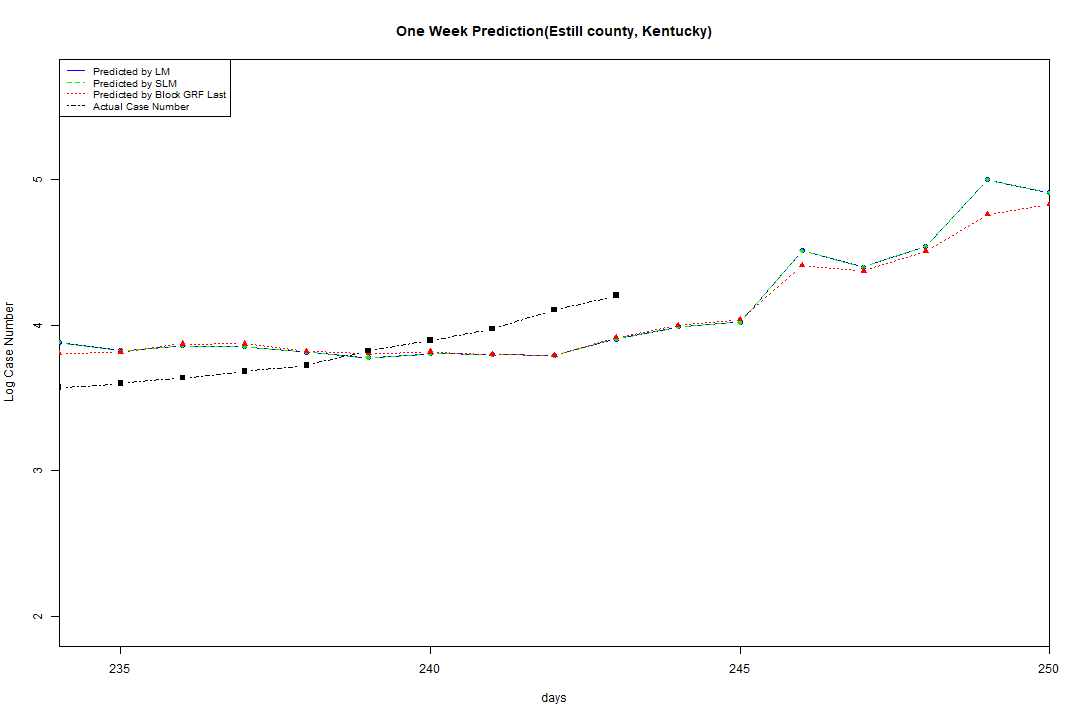 One Week Prediction(Estill county, Kentucky)
Predicted by LM
Predicted by SLM
Predicted by Block GRF Last
Actual Case Number
5
4
3
2
Log Case Number
235
240
245
250
days